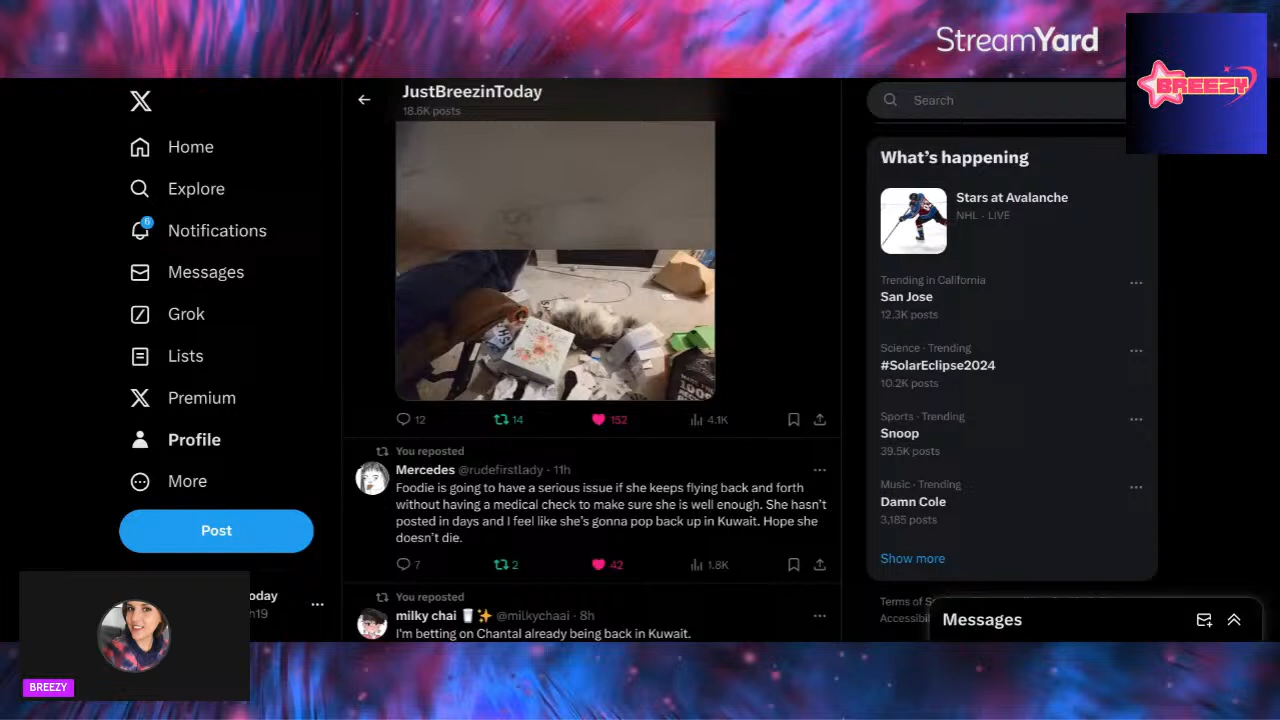 StreamYard
BREEZY
Home
Explore
Notifications
6
Messages
Grok
Lists
Premium
Profile
More
Post
oday
n19
BREEZY
JustBreezinToday
18.6K posts
12
14
152
4.1K
You reposted
Mercedes @rudefirstlady · 11h
Foodie is going to have a serious issue if she keeps flying back and forth
without having a medical check to make sure she is well enough. She hasn't
posted in days and I feel like she's gonna pop back up in Kuwait. Hope she
doesn't die.
7
2
42
1.8K
You reposted
milky chai @milkychaai · 8h
I'm betting on Chantal already being back in Kuwait.
Search
What's happening
Stars at Avalanche
NHL · LIVE
Trending in California
San Jose
12.3K posts
Science · Trending
#SolarEclipse2024
10.2K posts
Sports · Trending
Snoop
39.5K posts
Music · Trending
Damn Cole
3,185 posts
Show more
Terms of S
Accessibil
Messages